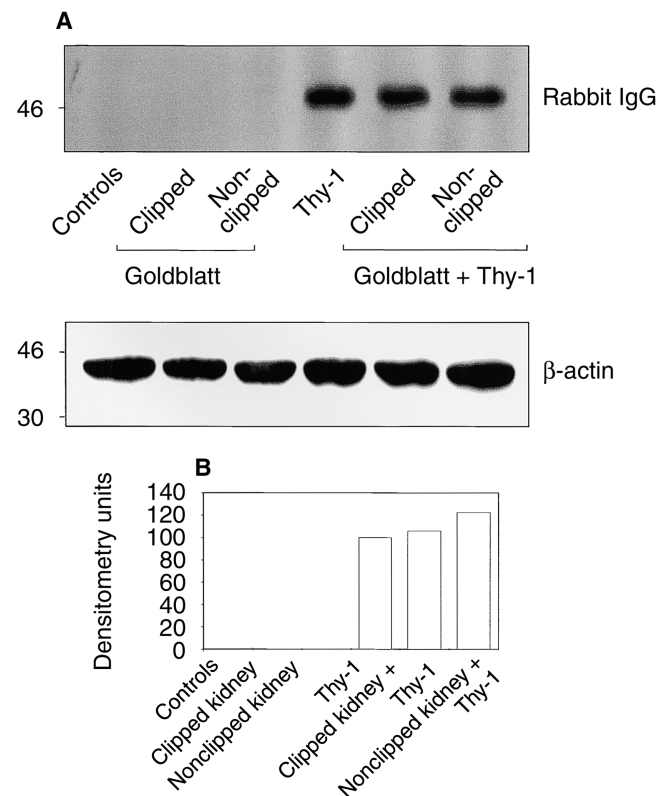 A
46
Rabbit IgG
Controls
Clipped
Non-
clipped
Thy-1
Clipped
Non-
clipped
Goldblatt
Goldblatt + Thy-1
46
30
β-actin
B
Densitometry units
140
120
100
80
60
40
20
0
Controls
Clipped kidney
Nonclipped kidney
Thy-1
Clipped kidney +
Thy-1
Nonclipped kidney +
Thy-1